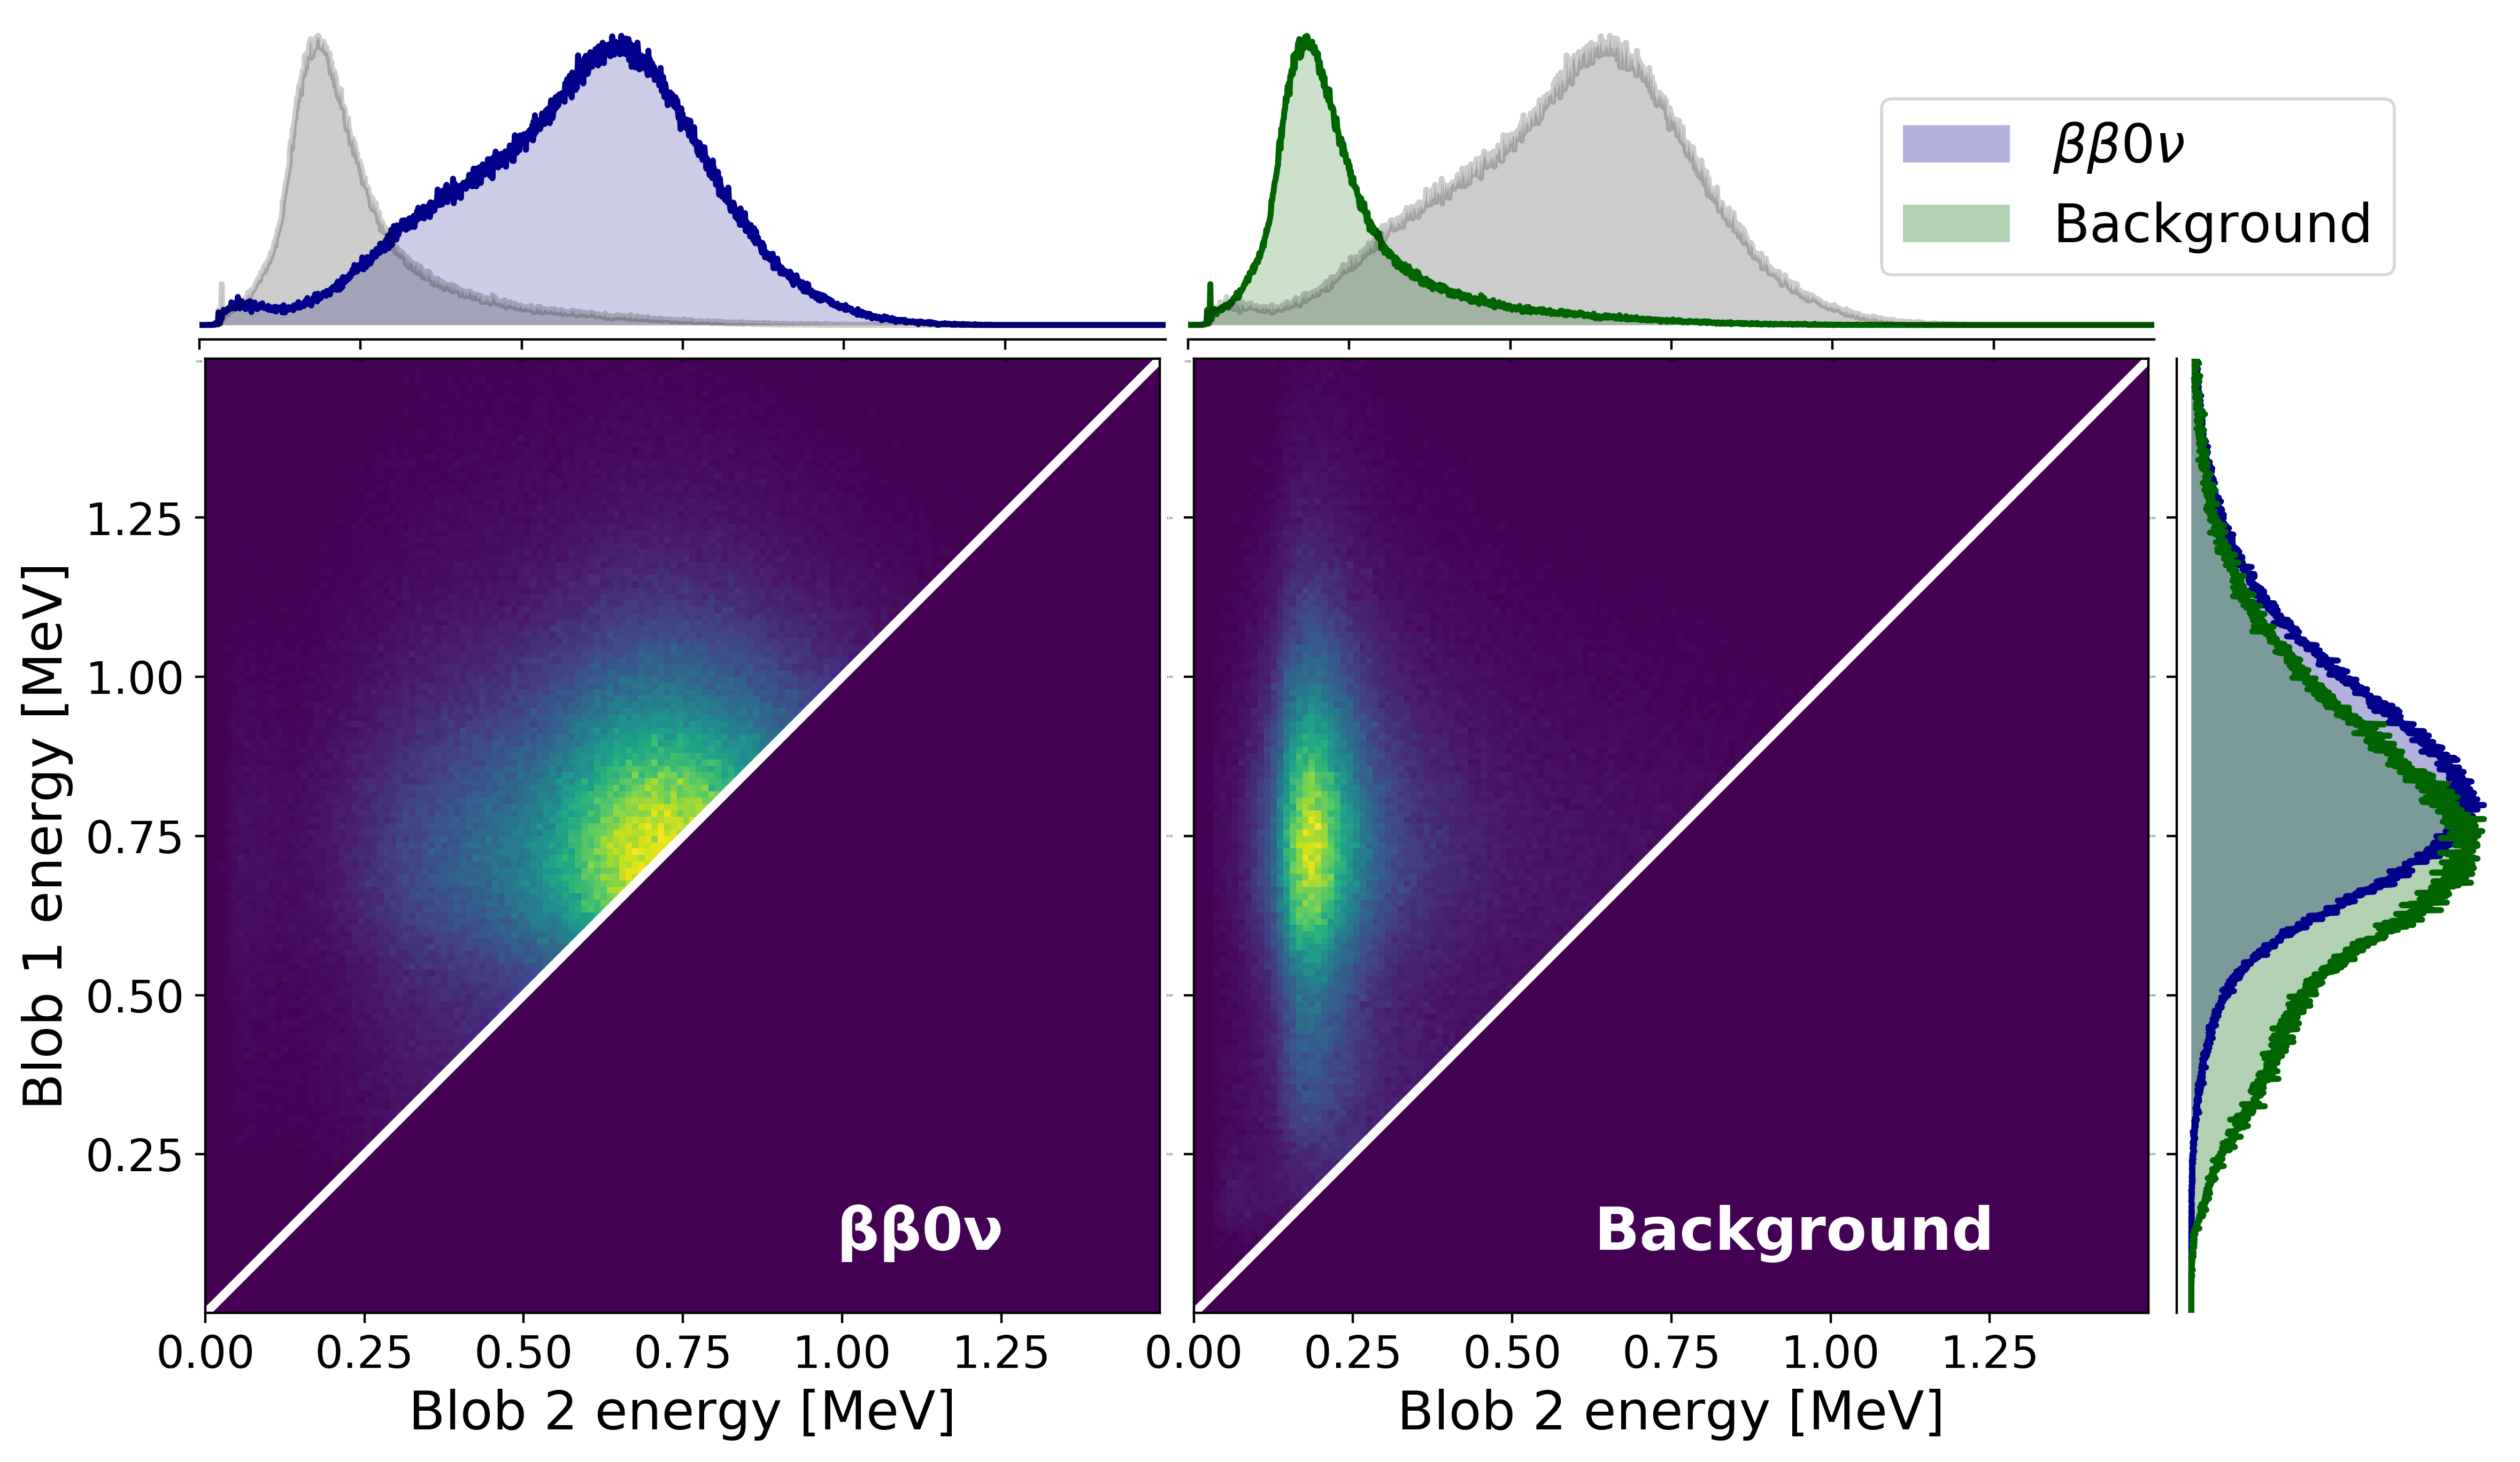 ββ0ν
Background
Blob 1 energy [MeV]
1.25
1.00
0.75
0.50
0.25
ββ0ν
Background
0.00 0.25 0.50 0.75 1.00 1.25
0.00 0.25 0.50 0.75 1.00 1.25
Blob 2 energy [MeV]
Blob 2 energy [MeV]